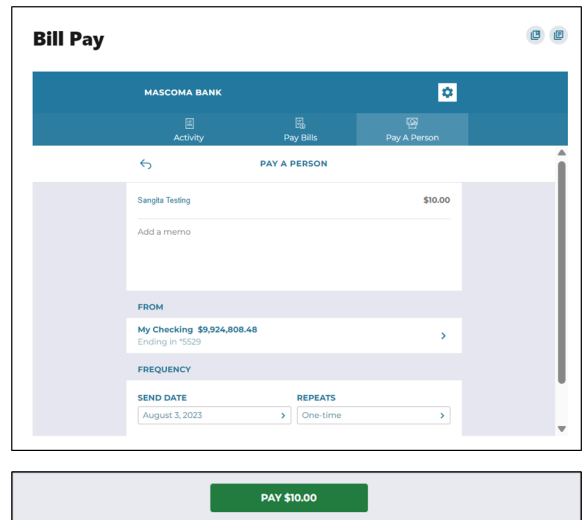 Bill Pay
MASCOMA BANK
Activity
Pay Bills
Pay A Person
PAY A PERSON
Sangita Testing
$10.00
Add a memo
FROM
My Checking $9,924,808.48
Ending in *5529
FREQUENCY
SEND DATE
REPEATS
August 3, 2023
One-time
PAY $10.00